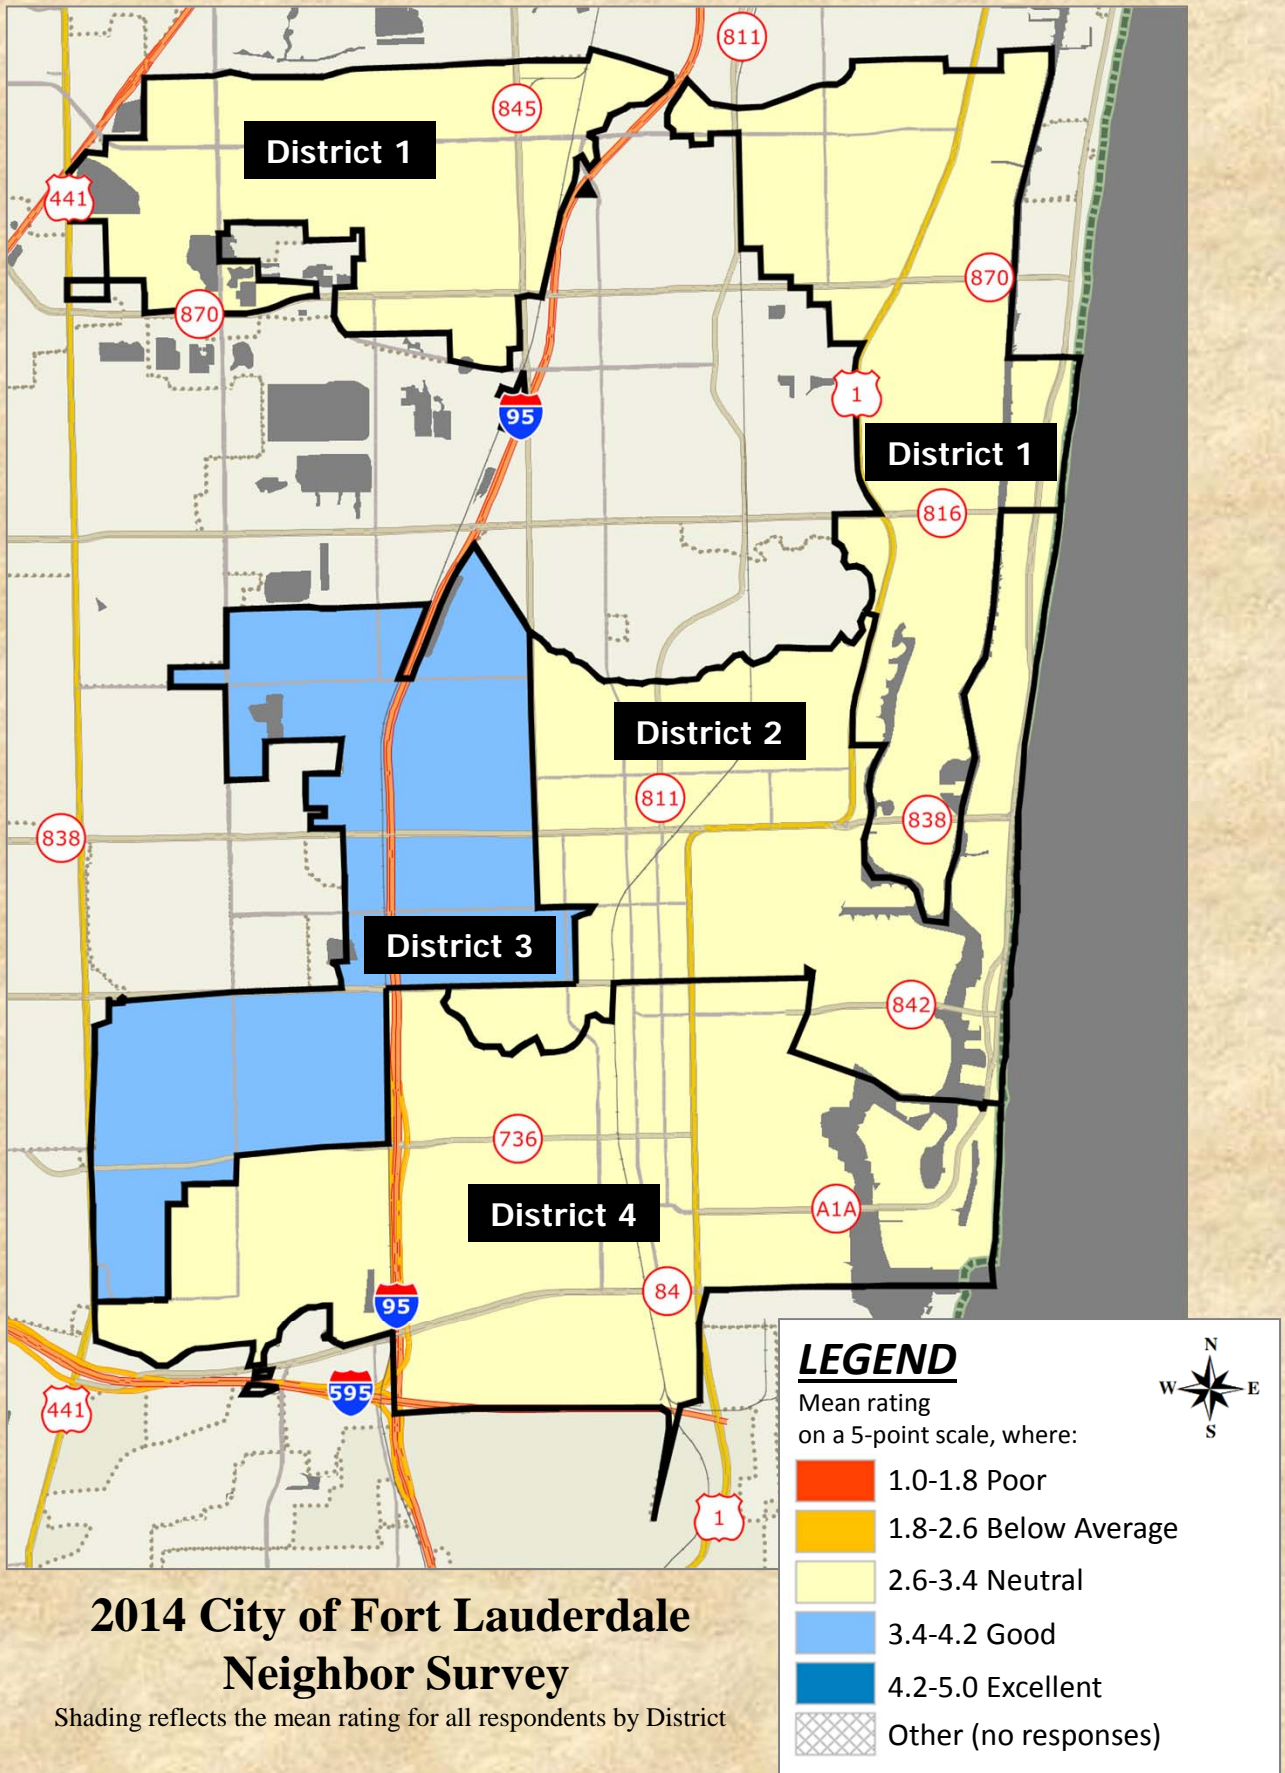 811
845
District 1
441
870
870
1
95
District 1
816
District 2
811
838
838
District 3
842
736
A1A
District 4
84
95
595
441
1
LEGEND
Mean rating
on a 5-point scale, where:
N
W E
S
1.0-1.8 Poor
1.8-2.6 Below Average
2.6-3.4 Neutral
3.4-4.2 Good
4.2-5.0 Excellent
Other (no responses)
2014 City of Fort Lauderdale
Neighbor Survey
Shading reflects the mean rating for all respondents by District